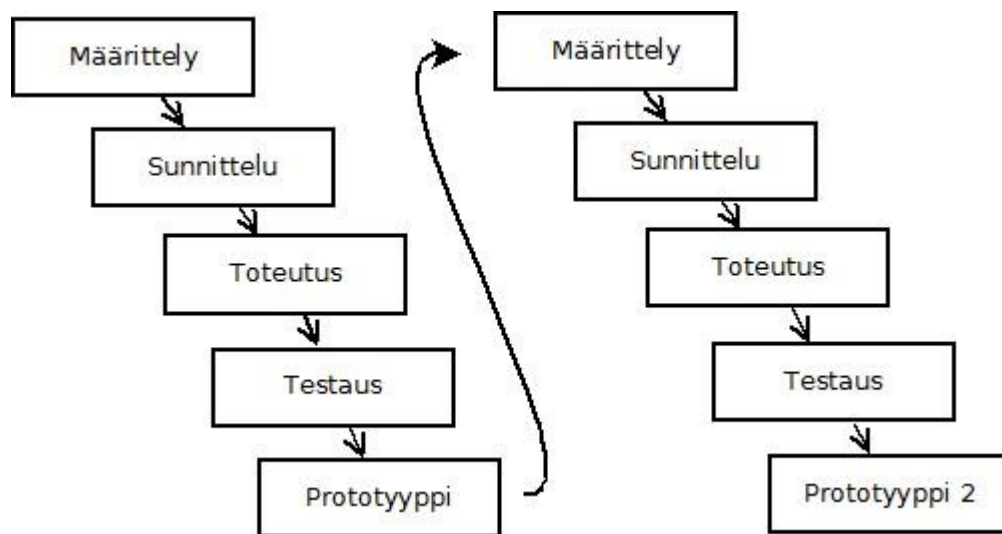 Määrittely
Sunnittelu
Toteutus
Testaus
Prototyyppi
Määrittely
Sunnittelu
Toteutus
Testaus
Prototyyppi 2